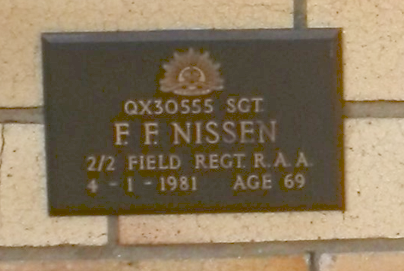 QX30555 SGT.
F. F. NISSEN
2/2 FIELD REGT. R.A.A.
4 - 1 - 1981 AGE 69